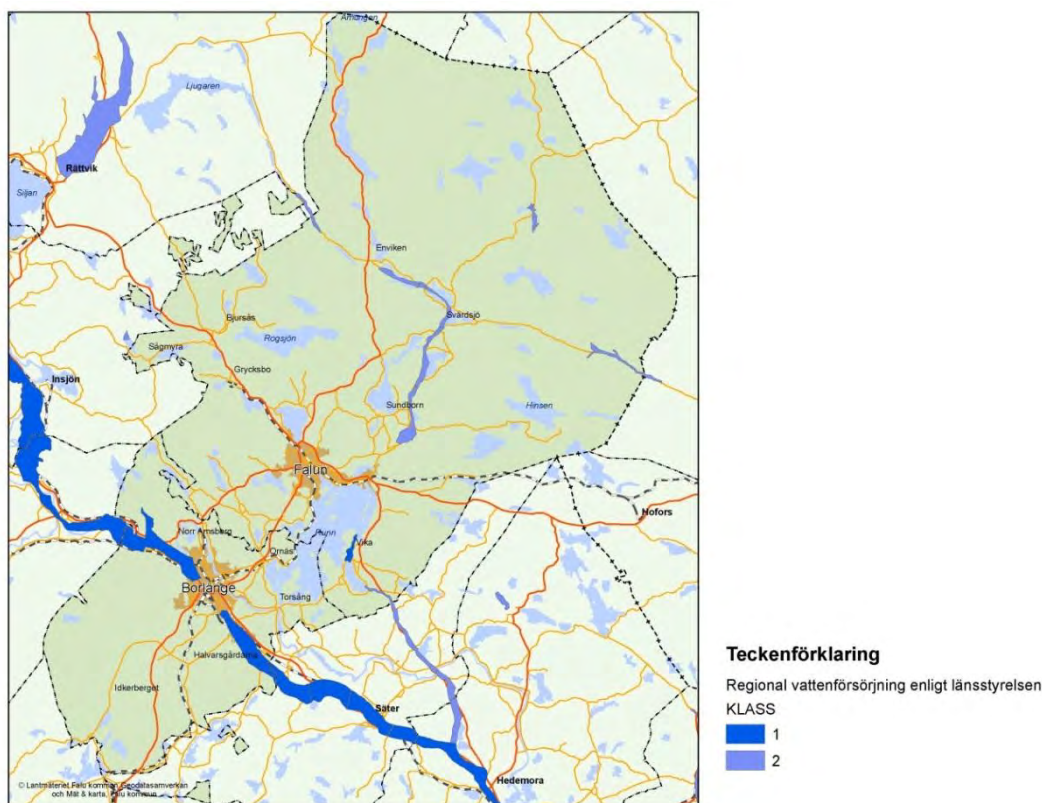 Amungen
Ljugaren
Rättvik
Siljan
Enviken
Bjursås
Svärdsjö
Rogsjön
Sågmyra
Grycksbo
Insjön
Sundborn
Hinsen
Falun
Hofors
Norr Amsberg
Runn
Vika
Ornäs
Borlänge
Torsång
Halvarsgårdarna
Idkerberget
Säter
Hedemora
© Lantmäteriet, Falu kommun, Geodatasamverkan
och Mät & karta, Falu kommun
Teckenförklaring
Regional vattenförsörjning enligt länsstyrelsen
KLASS
1
2